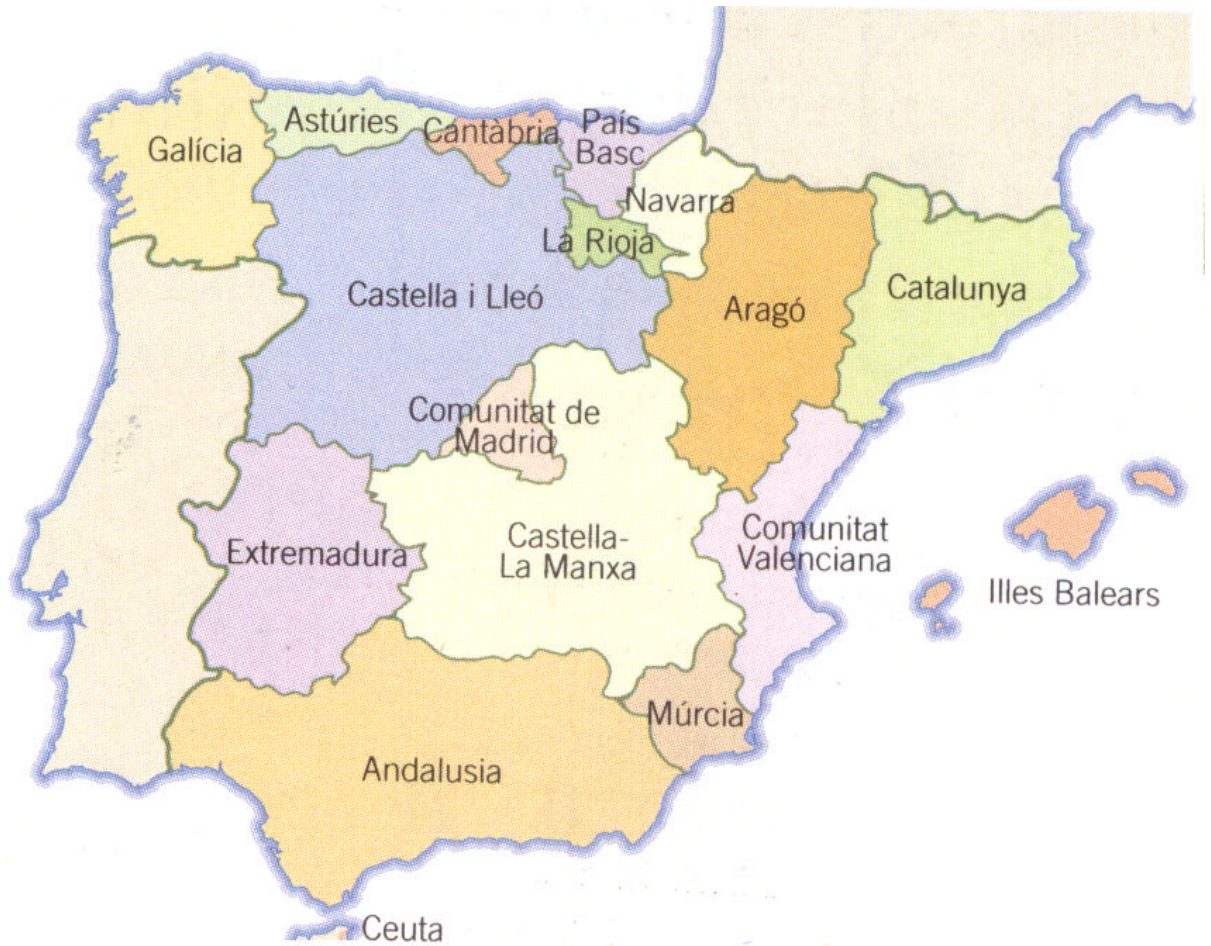 Galícia
Astúries
Cantàbria
País
Basc
Navarra
La Rioja
Castella i Lleó
Aragó
Catalunya
Comunitat de
Madrid
Extremadura
Castella-
La Manxa
Comunitat
Valenciana
Illes Balears
Múrcia
Andalusia
Ceuta